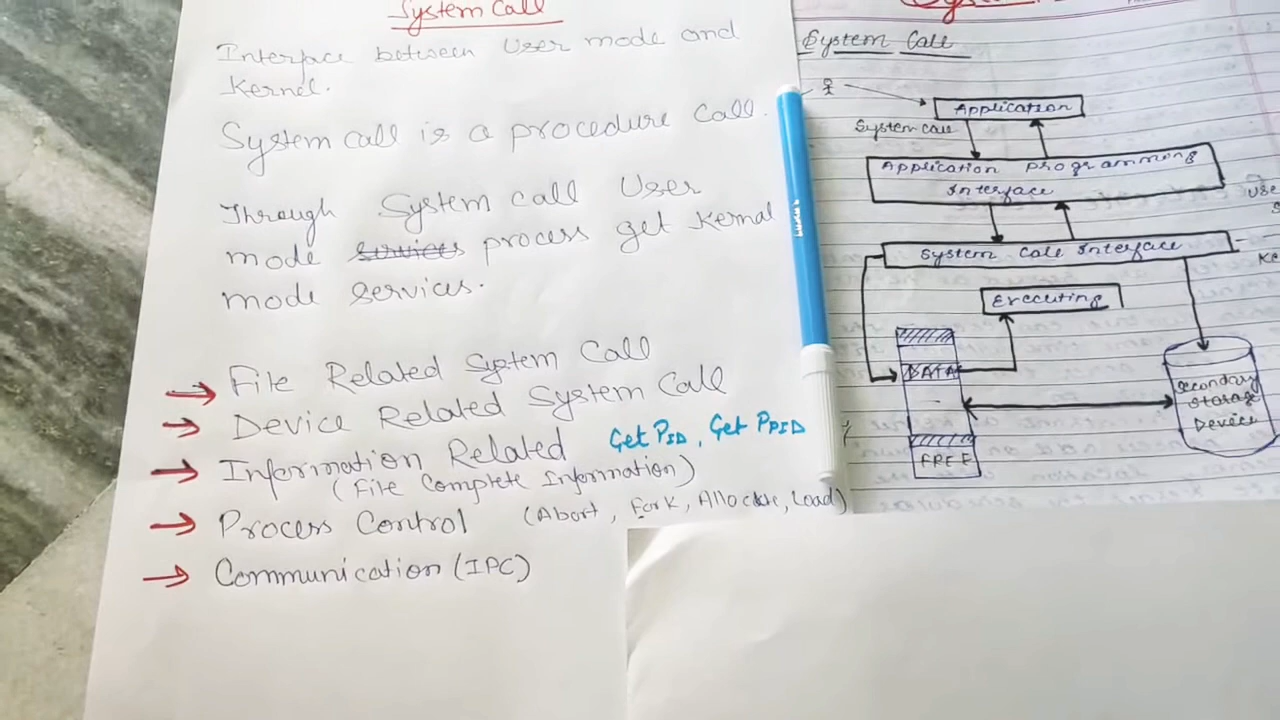 System Call
Interface between User mode and
Kernel.
System call is a procedure call.
Through System call User
mode services process get Kernal
mode services.
File Related System Call
Device Related System Call
Information Related Get PID, Get PPID
(File Complete Information)
Process Control (Abort, Fork, Allocate, Load)
Communication (IPC)
System Call
Application
System call
Application programming
Interface
System Call Interface
Executing
DATA
FREE
Secondary
Storage
Device